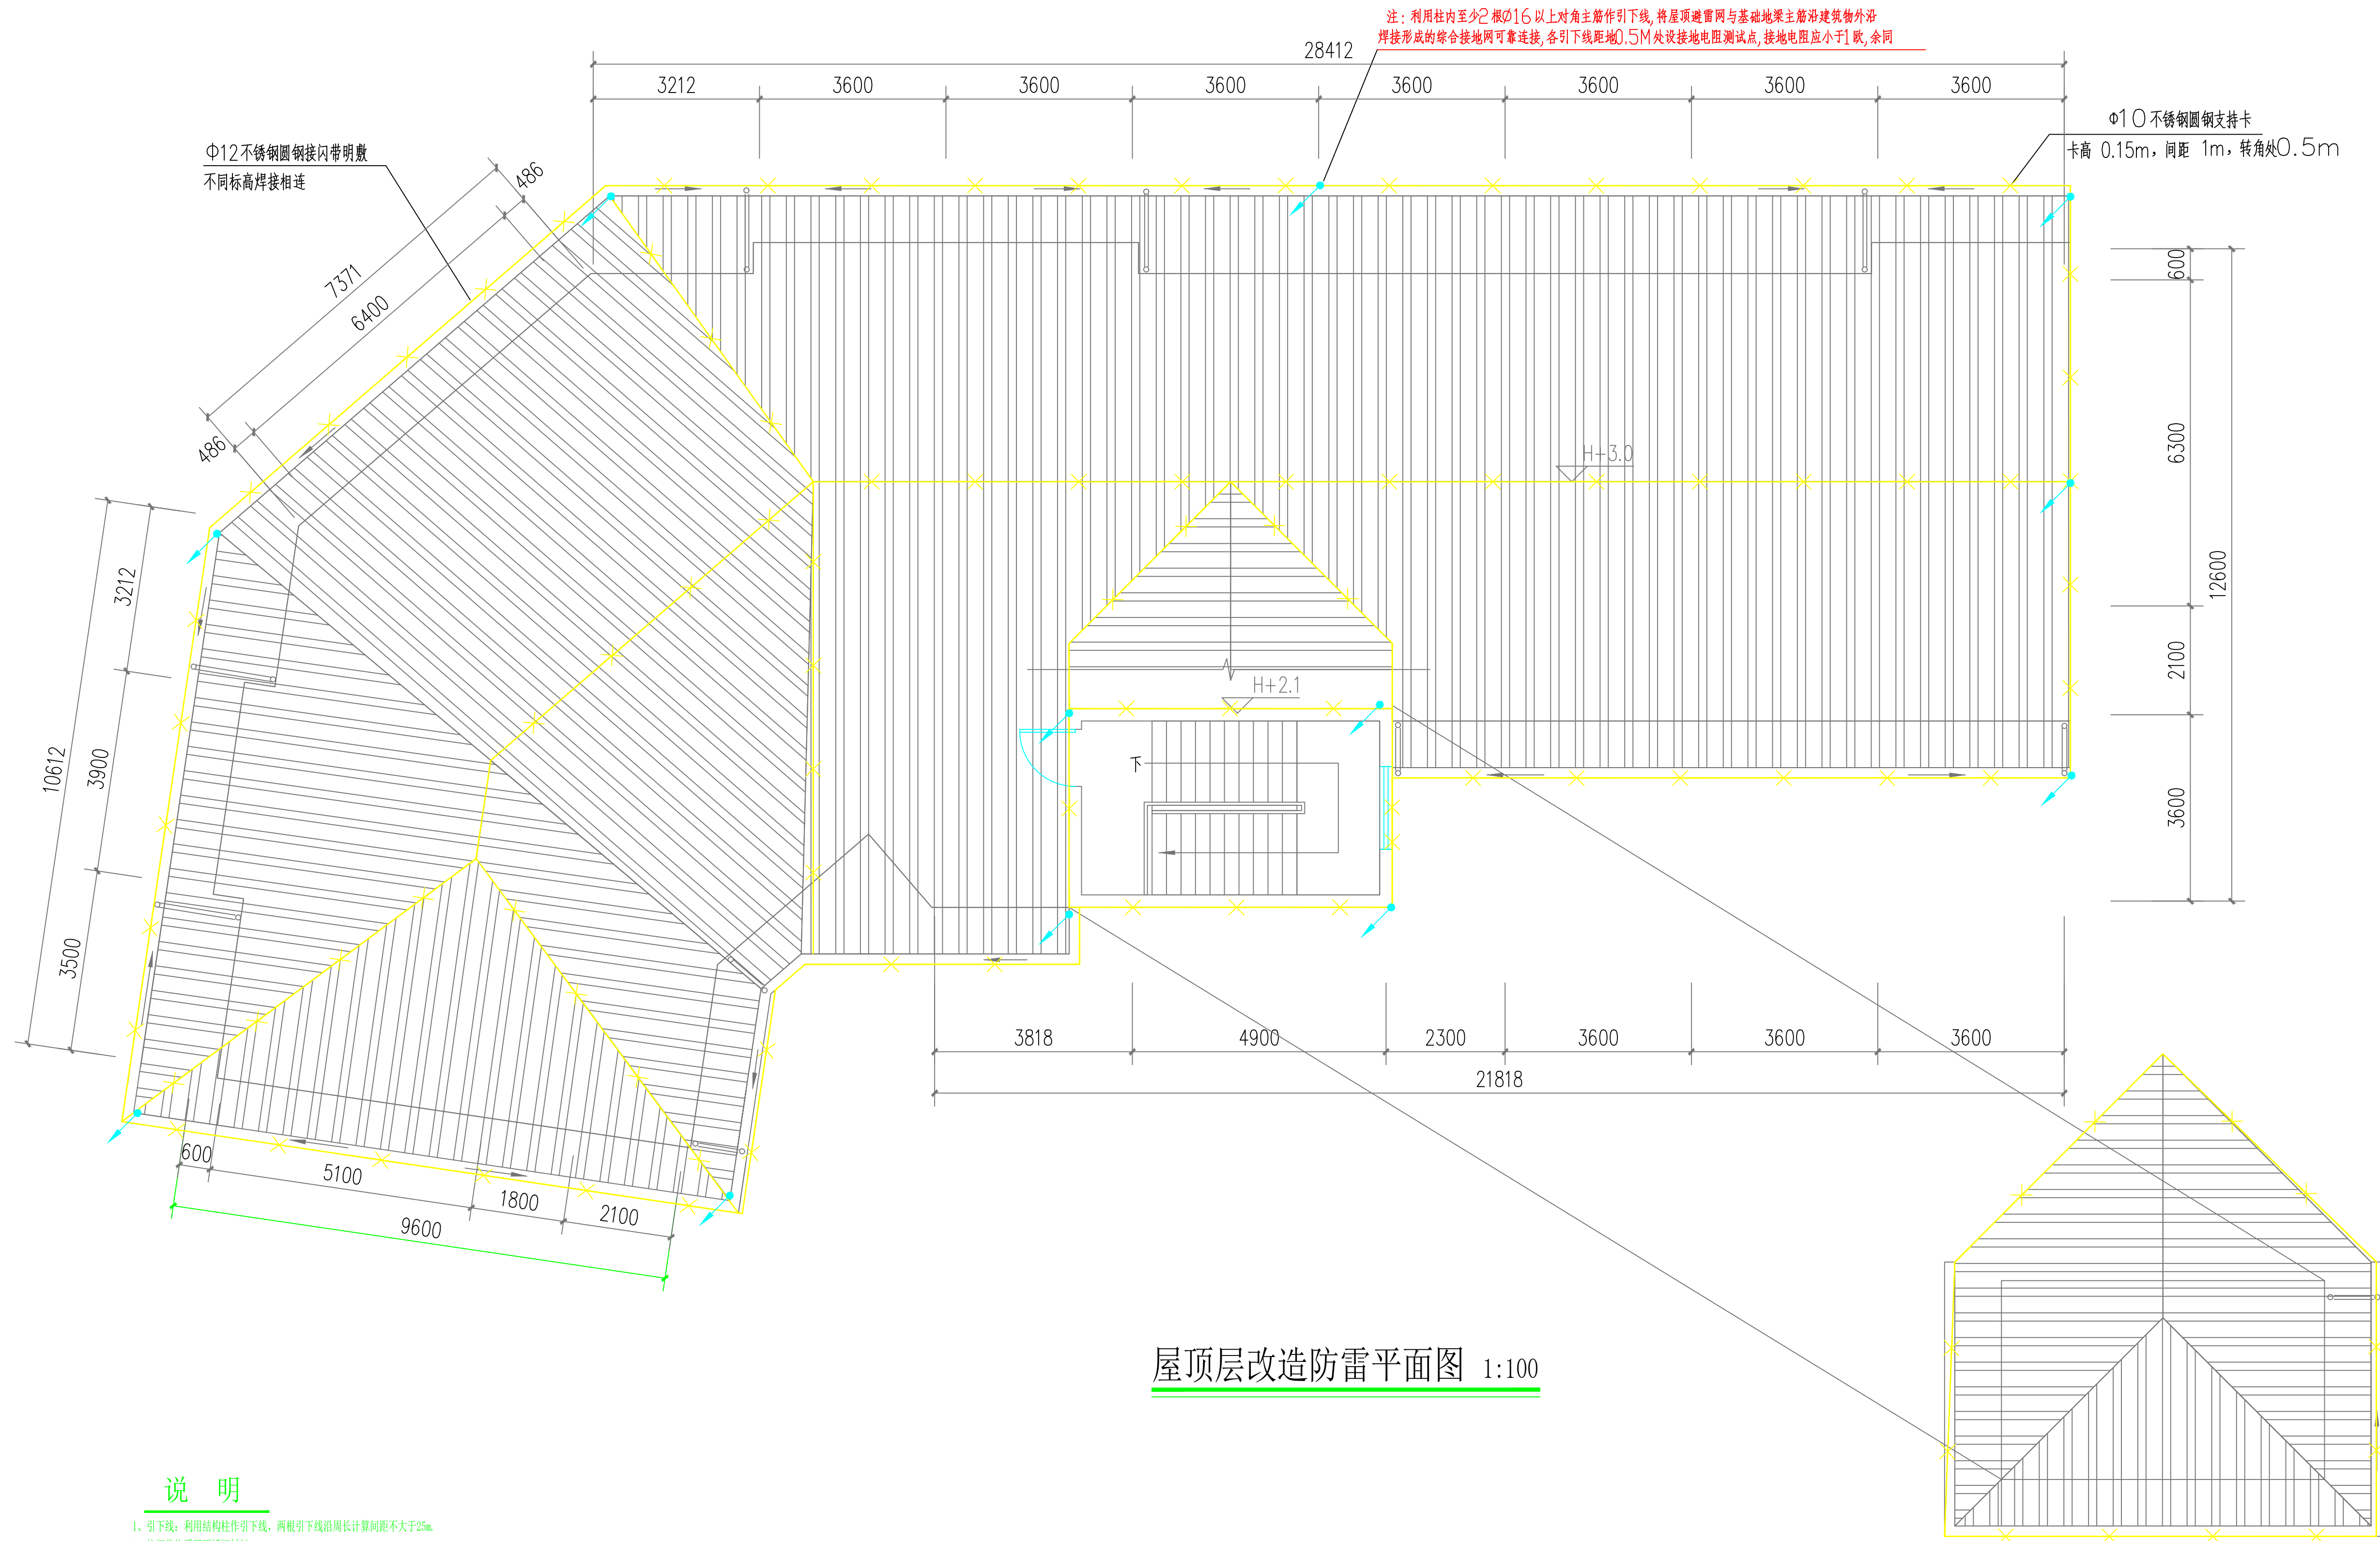 注：利用柱内至少2根Ø16以上对角主筋作引下线,将屋顶避雷网与基础地梁主筋沿建筑物外沿
焊接形成的综合接地网可靠连接,各引下线距地0.5M处设接地电阻测试点,接地电阻应小于1欧,余同
28412
3212 3600 3600 3600 3600 3600 3600 3600
Φ10不锈钢圆钢支持卡
卡高 0.15m，间距 1m，转角处0.5m
Φ12不锈钢圆钢接闪带明敷
不同标高焊接相连
486
7371
6400
486
600
6300
2100
3600
12600
H+3.0
H+2.1
下
3212
3900
3500
10612
3818 4900 2300 3600 3600 3600
21818
600
5100
1800
2100
9600
屋顶层改造防雷平面图 1:100
说 明
1、引下线：利用结构柱作引下线，两根引下线沿周长计算间距不大于25m